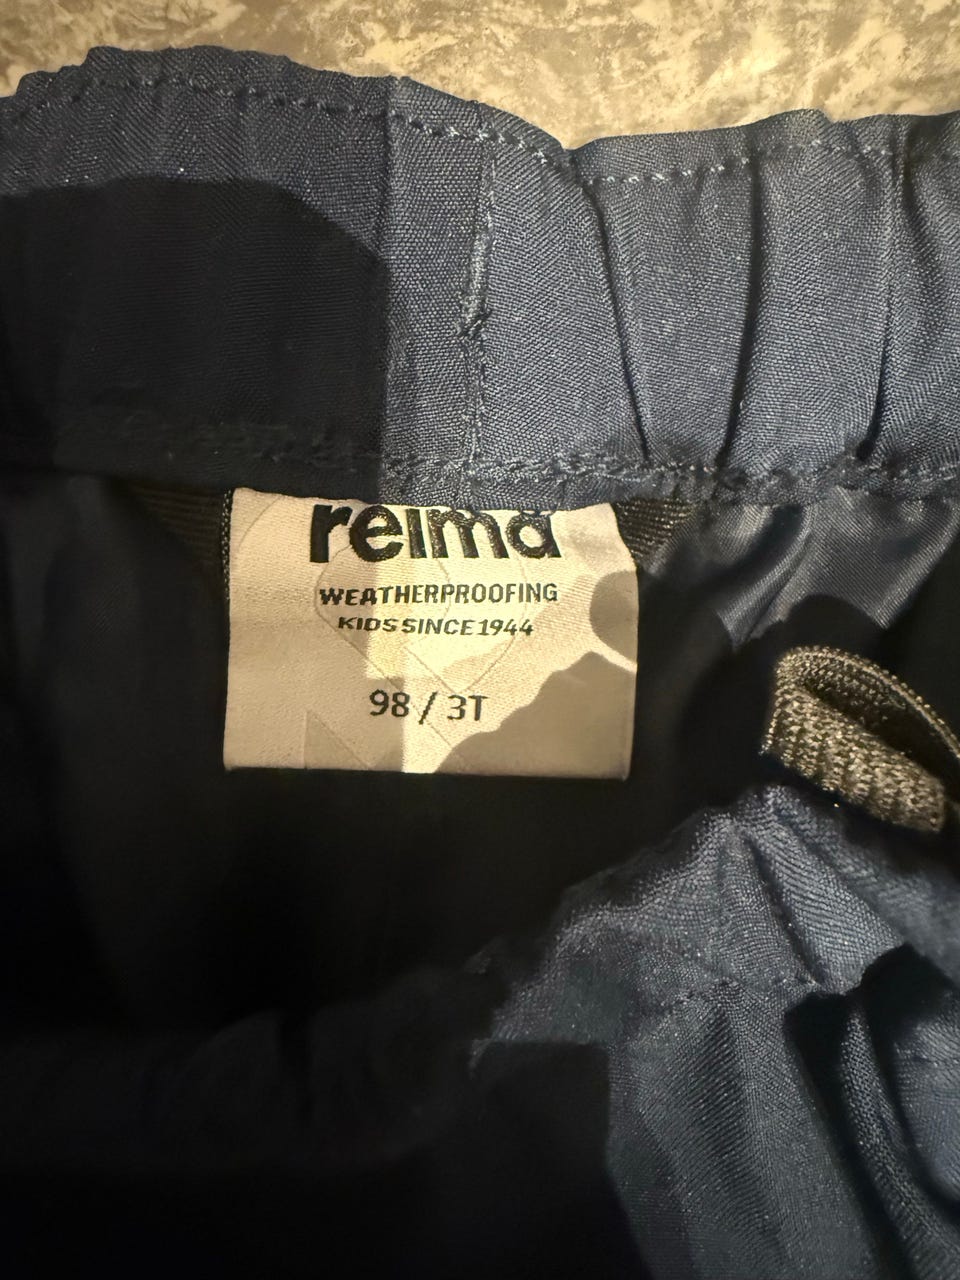 reima
WEATHERPROOFING
KIDS SINCE 1944
98 / 3T